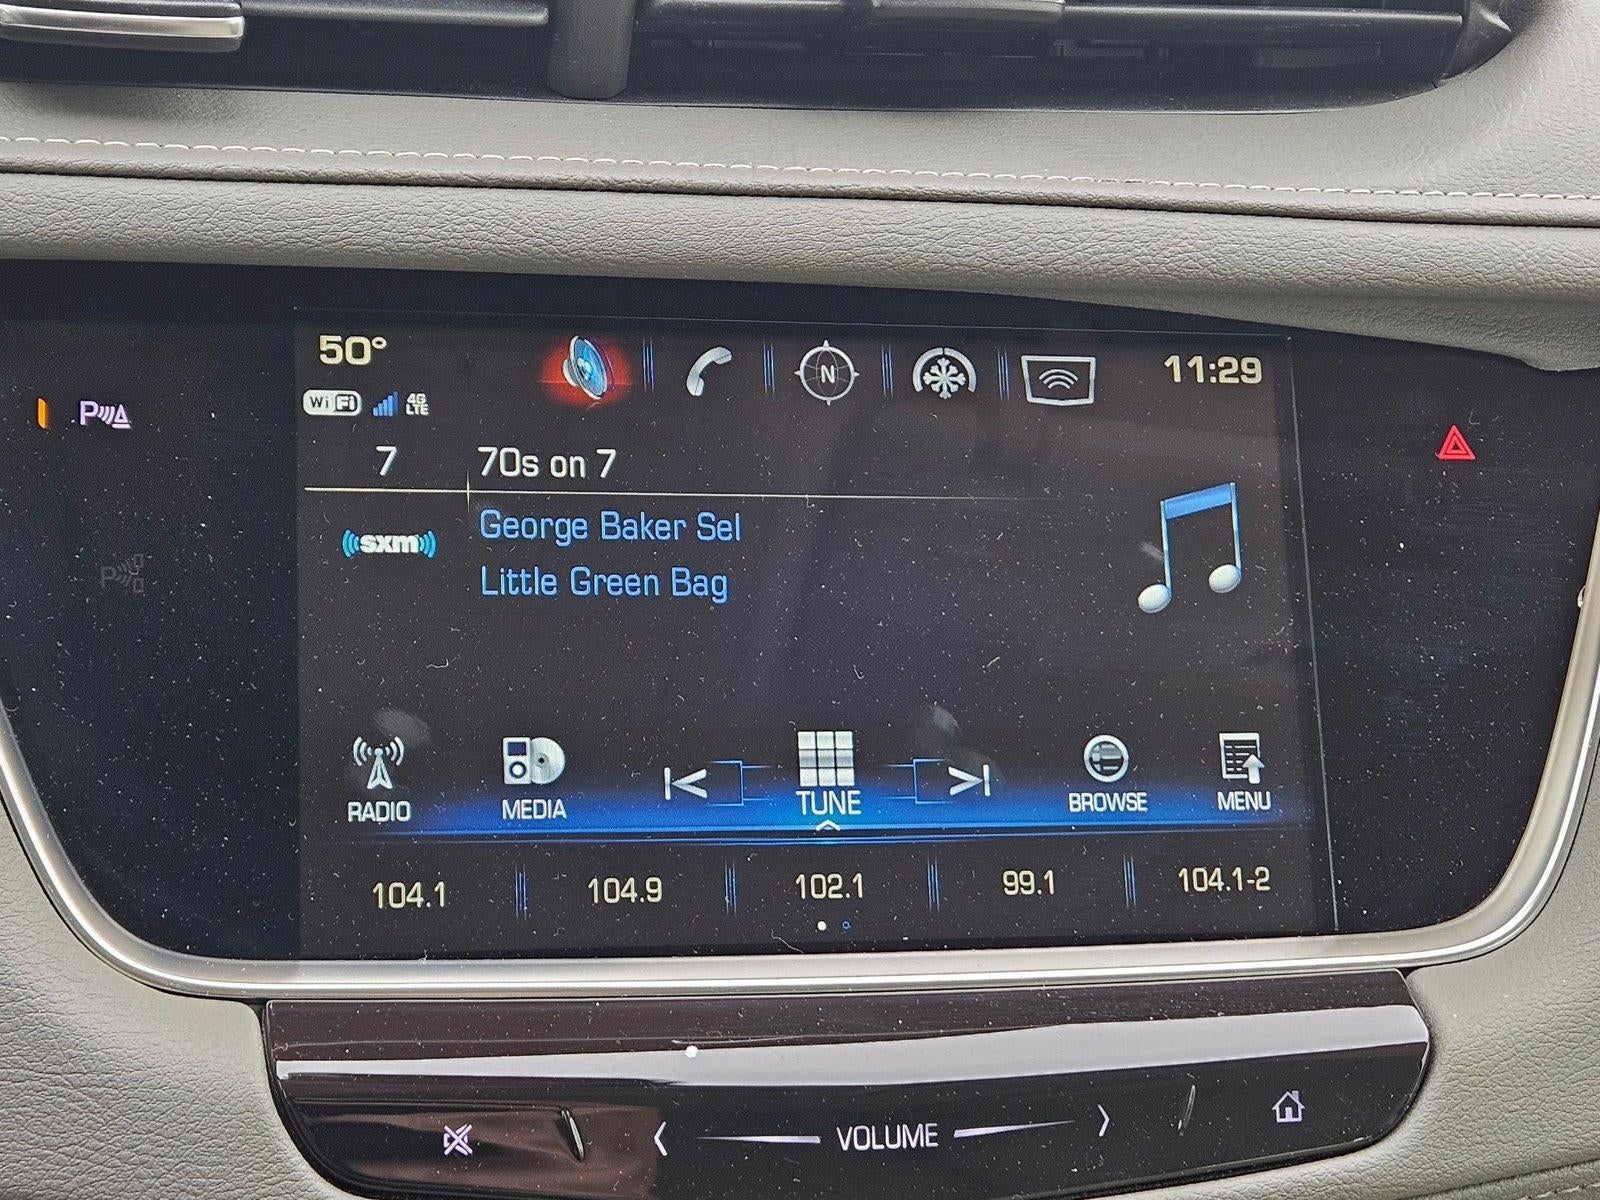 50°
N
11:29
WiFi 4G LTE
P
7 70s on 7
sxm
George Baker Sel
Little Green Bag
P
RADIO MEDIA TUNE BROWSE MENU
104.1 104.9 102.1 99.1 104.1-2
VOLUME